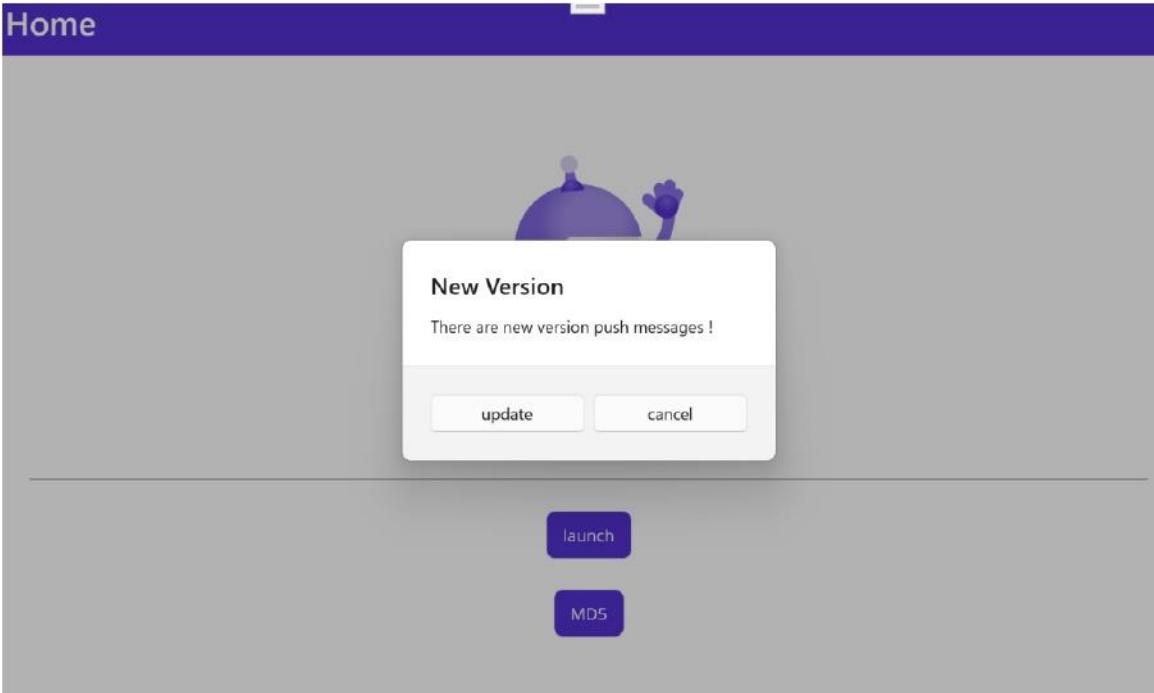 Home
New Version
There are new version push messages !
update
cancel
launch
MD5